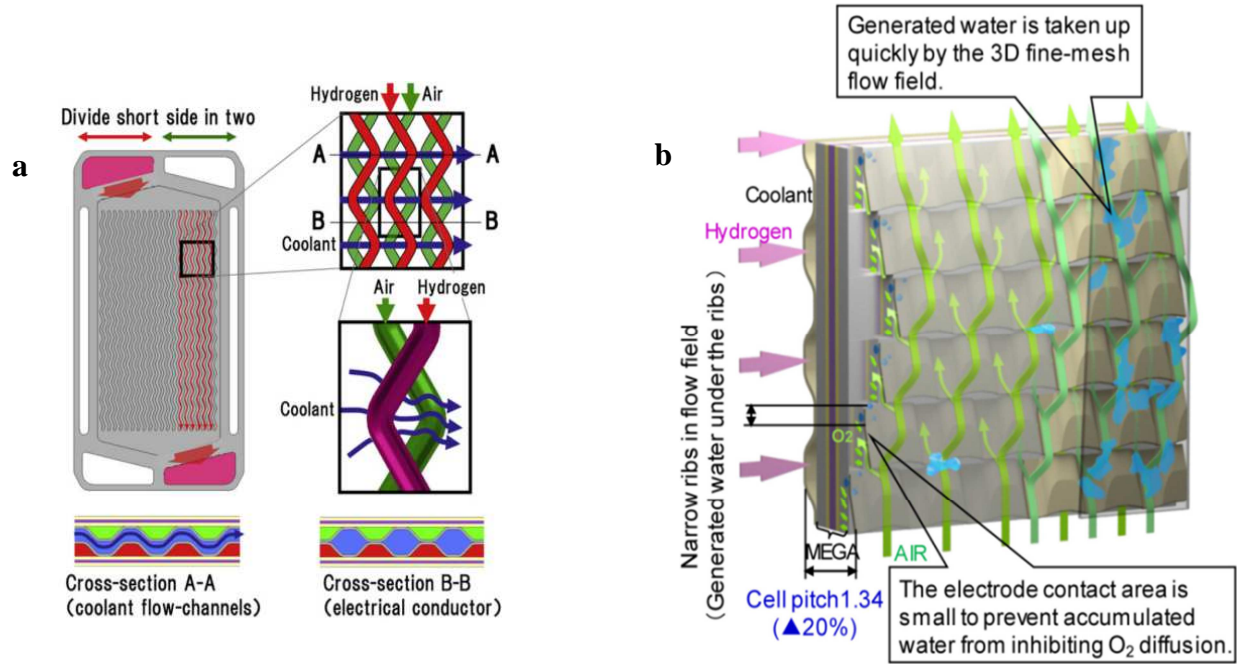 a
Divide short side in two
Hydrogen
Air
A
A
B
B
Coolant
Air
Hydrogen
Coolant
Cross-section A-A
(coolant flow-channels)
Cross-section B-B
(electrical conductor)
b
Generated water is taken up
quickly by the 3D fine-mesh
flow field.
Coolant
Hydrogen
Narrow ribs in flow field
(Generated water under the ribs)
O2
MEGA
AIR
Cell pitch1.34
(▲20%)
The electrode contact area is
small to prevent accumulated
water from inhibiting O₂ diffusion.